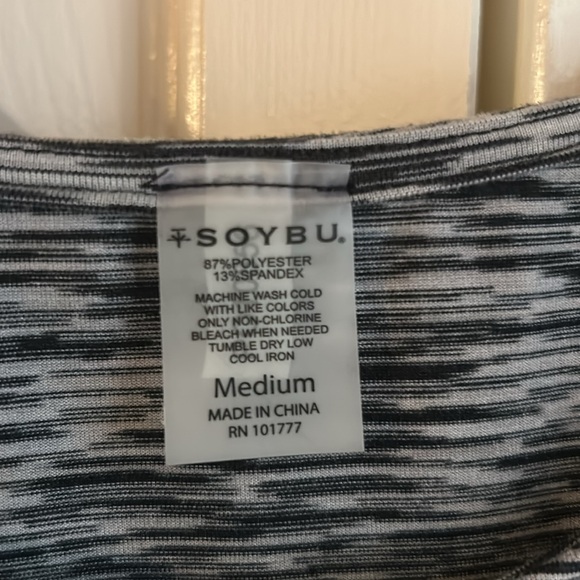 SOYBU®
87%POLYESTER
13%SPANDEX
MACHINE WASH COLD
WITH LIKE COLORS
ONLY NON-CHLORINE
BLEACH WHEN NEEDED
TUMBLE DRY LOW
COOL IRON
Medium
MADE IN CHINA
RN 101777